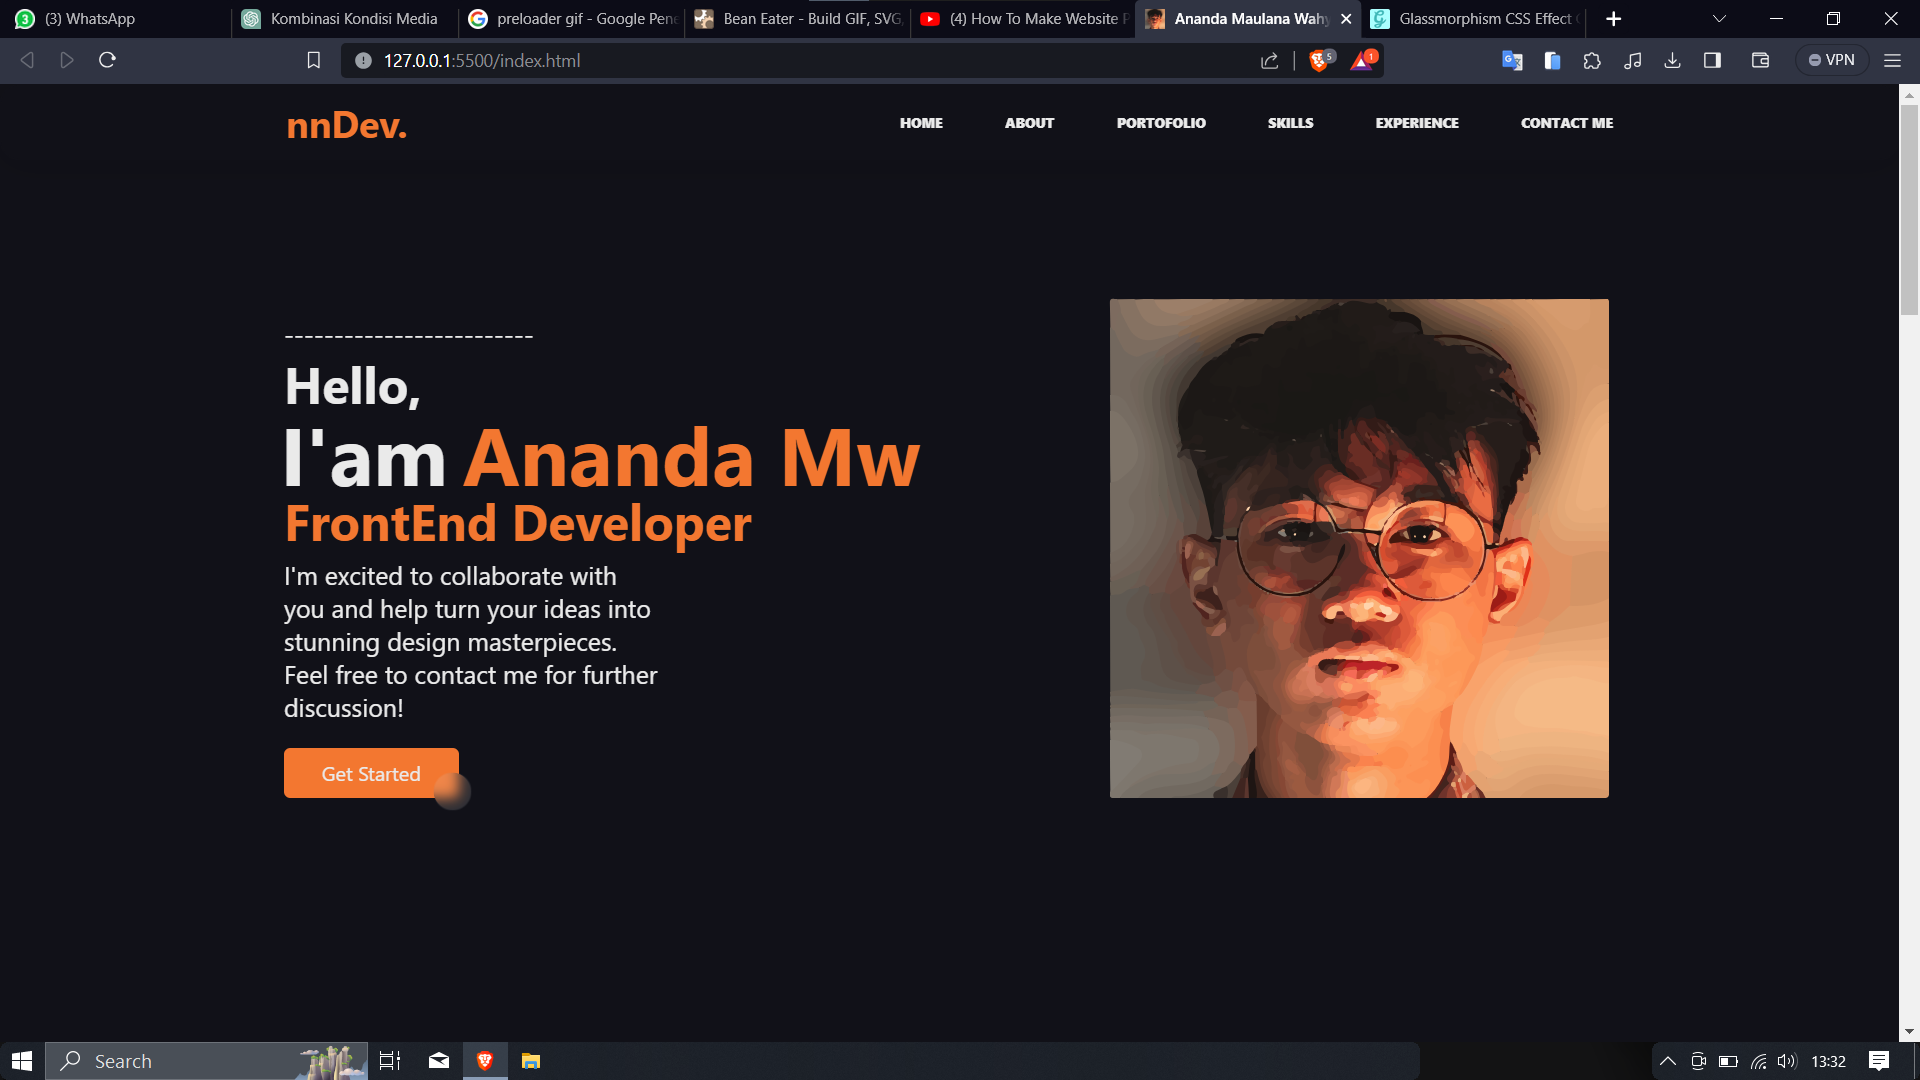 (3) WhatsApp
Kombinasi Kondisi Media
preloader gif - Google Pene
Bean Eater - Build GIF, SVG,
(4) How To Make Website P
Ananda Maulana Wahy
Glassmorphism CSS Effect
127.0.0.1:5500/index.html
5
1
VPN
nnDev.
HOME
ABOUT
PORTOFOLIO
SKILLS
EXPERIENCE
CONTACT ME
-------------------------
Hello,
I'am Ananda Mw
FrontEnd Developer
I'm excited to collaborate with
you and help turn your ideas into
stunning design masterpieces.
Feel free to contact me for further
discussion!
Get Started
Search
13:32